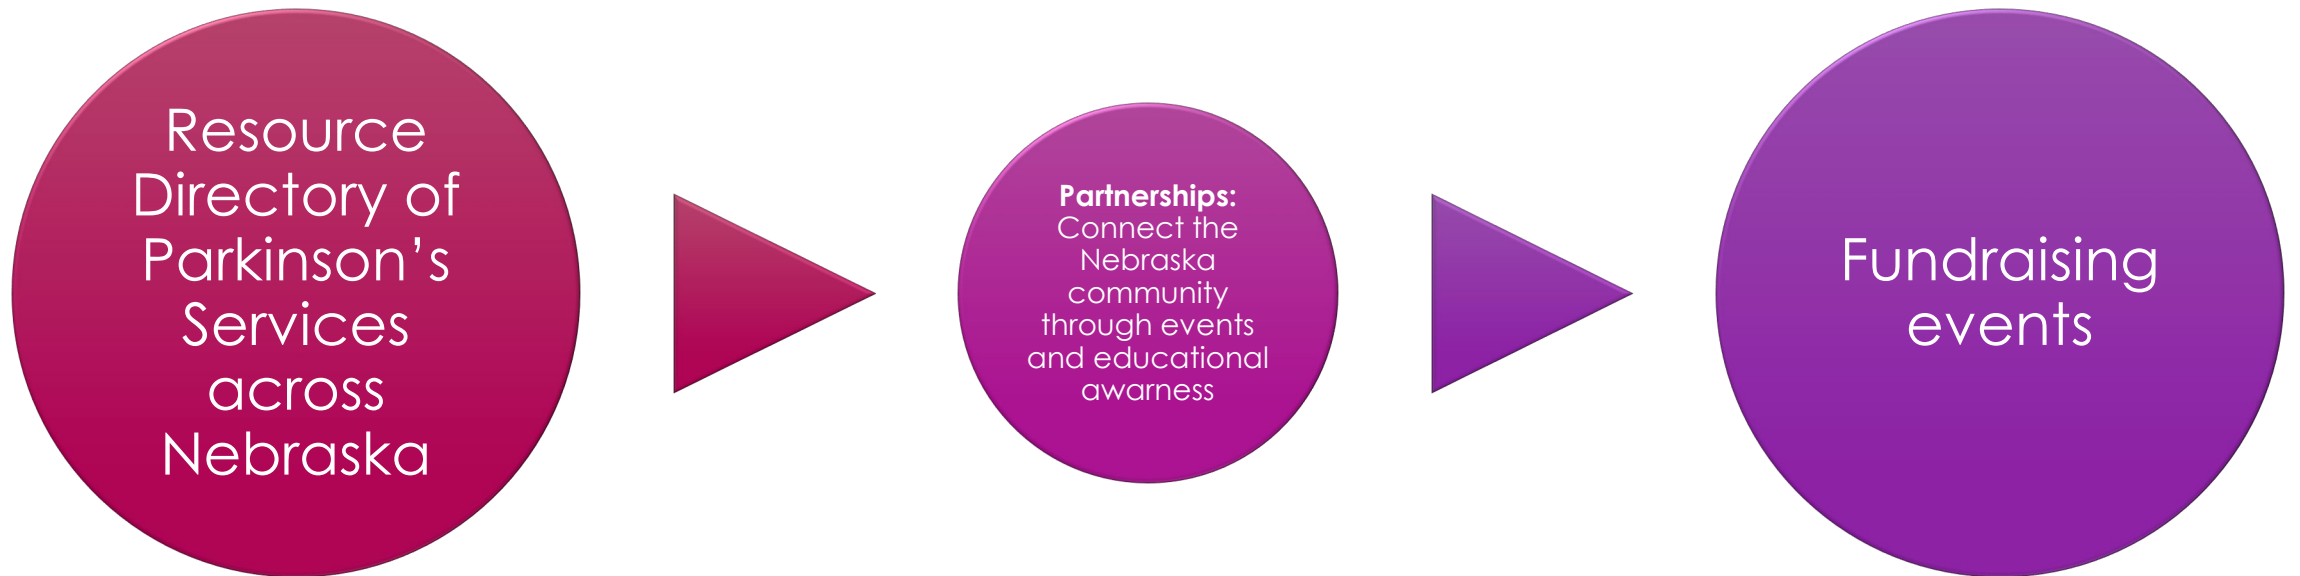 Resource
Directory of
Parkinson’s
Services
across
Nebraska
Partnerships:
Connect the
Nebraska
community
through events
and educational
awarness
Fundraising
events